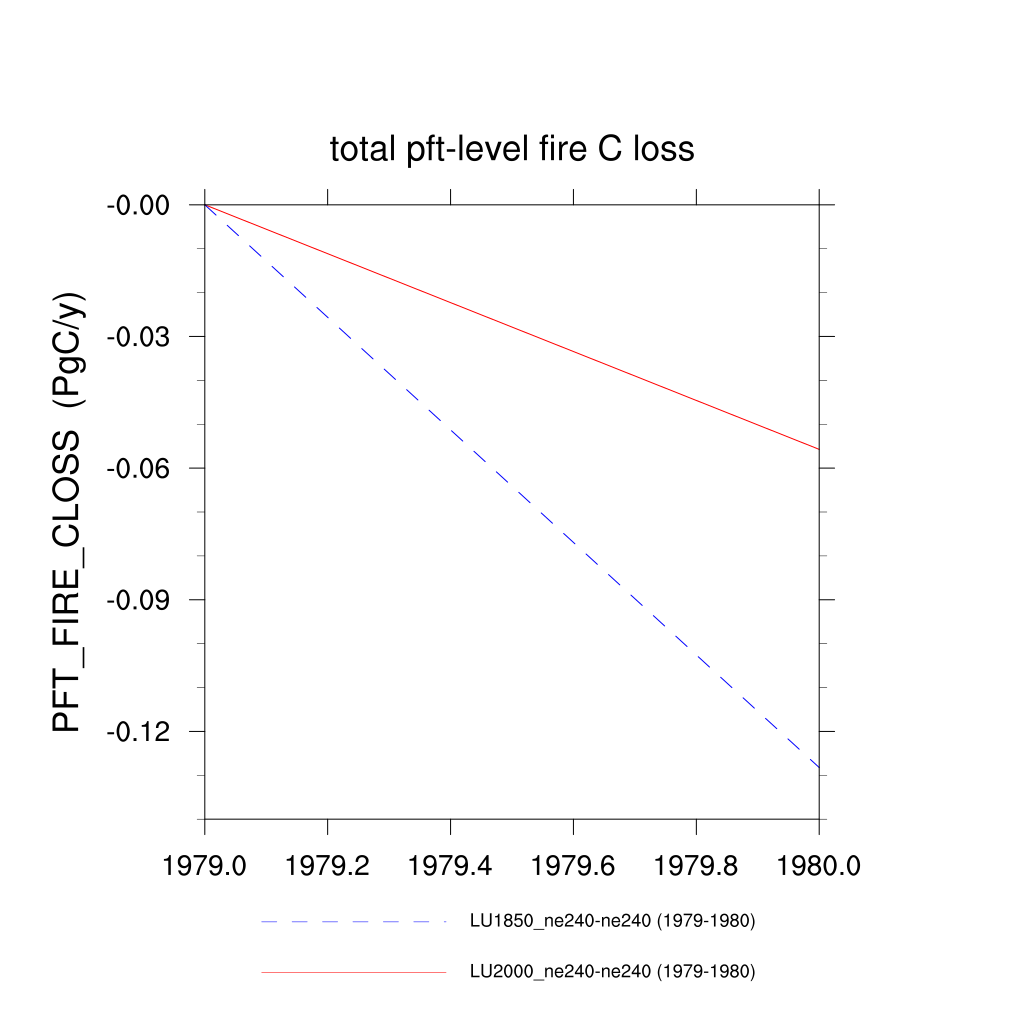 total pft-level fire C loss
PFT_FIRE_CLOSS (PgC/y)
-0.00
-0.03
-0.06
-0.09
-0.12
1979.0 1979.2 1979.4 1979.6 1979.8 1980.0
LU1850_ne240-ne240 (1979-1980)
LU2000_ne240-ne240 (1979-1980)